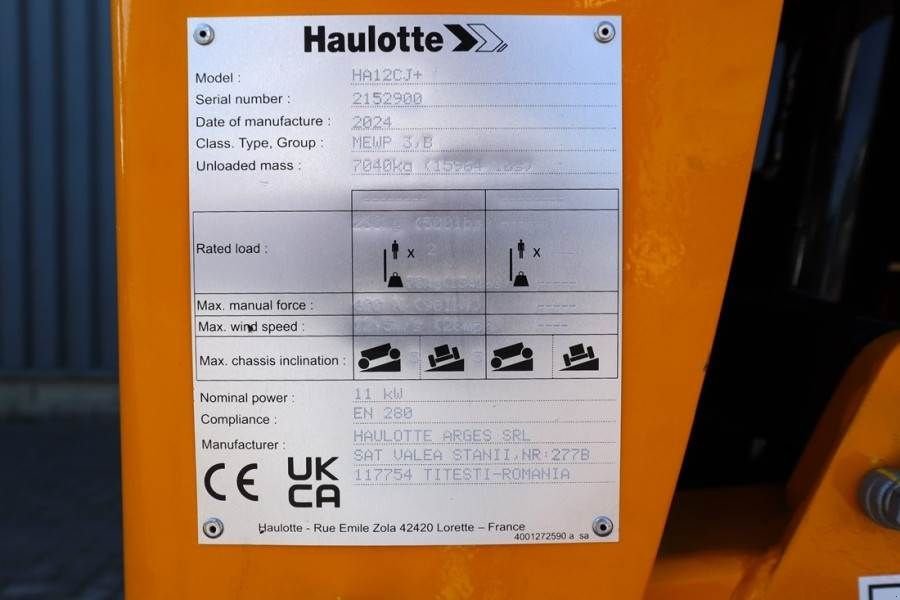 Haulotte
Model : HA12CJ+
Serial number : 2152900
Date of manufacture : 2024
Class. Type, Group : MEWP 3,B
Unloaded mass : 7040kg
Rated load :
2
x x
Max. manual force : -----
Max. wind speed : ----
Max. chassis inclination :
Nominal power : 11 kW
Compliance : EN 280
Manufacturer : HAULOTTE ARGES SRL
SAT VALEA STANII,NR:277B
117754 TITESTI-ROMANIA
CE UK
CA
Haulotte - Rue Emile Zola 42420 Lorette – France
4001272590 a sa